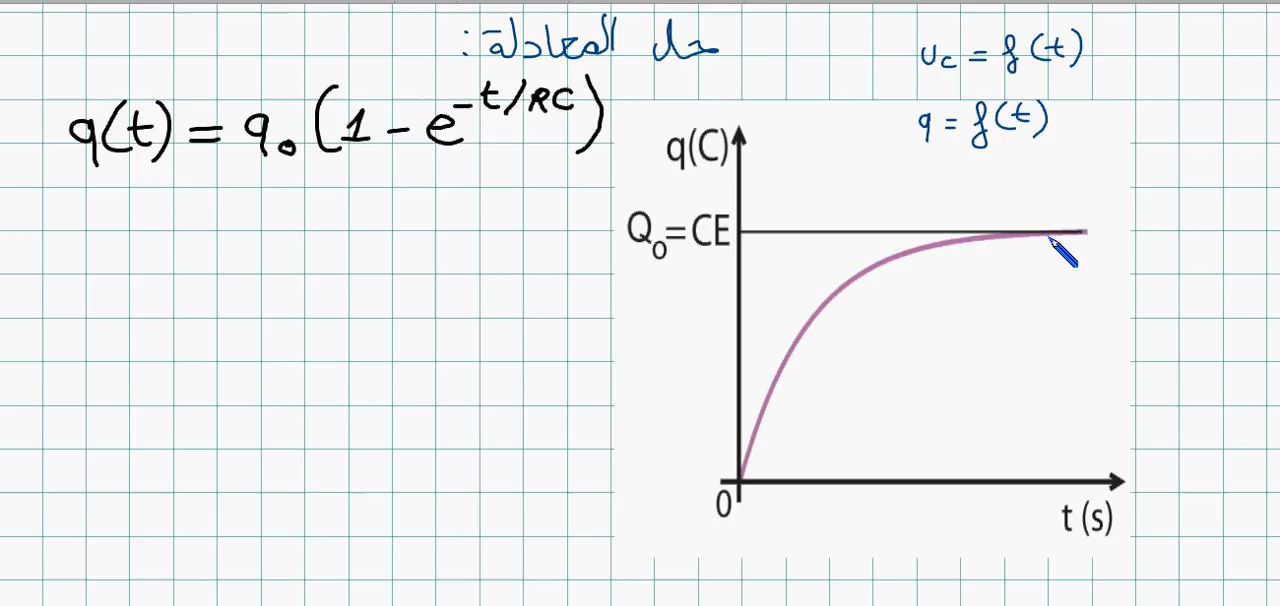 حل المعادلة :
u_c = f(t)
q(t) = q₀(1 - e^{-t/RC})
q = f(t)
q(C)
Q₀=CE
0
t(s)